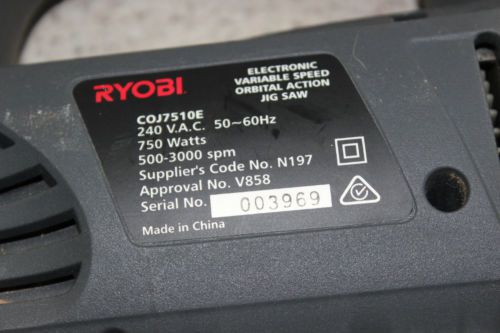 RYOBI
ELECTRONIC
VARIABLE SPEED
ORBITAL ACTION
JIG SAW
COJ7510E
240 V.A.C. 50~60Hz
750 Watts
500-3000 spm
Supplier's Code No. N197
Approval No. V858
Serial No. 003969
Made in China